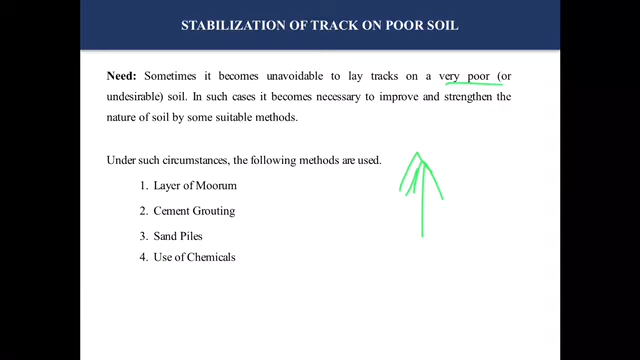 STABILIZATION OF TRACK ON POOR SOIL
Need: Sometimes it becomes unavoidable to lay tracks on a very poor (or
undesirable) soil. In such cases it becomes necessary to improve and strengthen the
nature of soil by some suitable methods.
Under such circumstances, the following methods are used.
1. Layer of Moorum
2. Cement Grouting
3. Sand Piles
4. Use of Chemicals